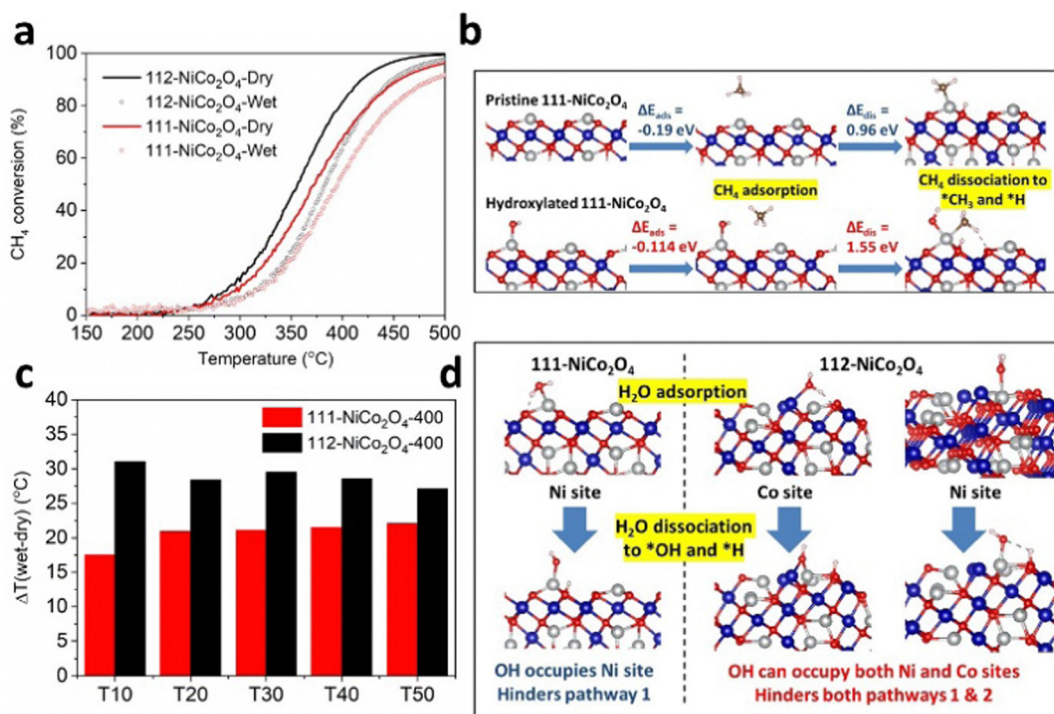 a
CH₄ conversion (%)
100
80
60
40
20
0
112-NiCo₂O₄-Dry
112-NiCo₂O₄-Wet
111-NiCo₂O₄-Dry
111-NiCo₂O₄-Wet
150 200 250 300 350 400 450 500
Temperature (°C)
b
Pristine 111-NiCo₂O₄
ΔE_ads =
-0.19 eV
ΔE_dis =
0.96 eV
CH₄ adsorption
CH₄ dissociation to
*CH₃ and *H
Hydroxylated 111-NiCo₂O₄
ΔE_ads =
-0.114 eV
ΔE_dis =
1.55 eV
c
ΔT(wet-dry) (°C)
40
35
30
25
20
15
10
5
0
111-NiCo₂O₄-400
112-NiCo₂O₄-400
T10 T20 T30 T40 T50
d
111-NiCo₂O₄
112-NiCo₂O₄
H₂O adsorption
Ni site
Co site
Ni site
H₂O dissociation
to *OH and *H
OH occupies Ni site
Hinders pathway 1
OH can occupy both Ni and Co sites
Hinders both pathways 1 & 2